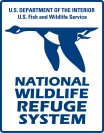 U.S. DEPARTMENT OF THE INTERIOR
U.S. Fish and Wildlife Service
NATIONAL
WILDLIFE
REFUGE
SYSTEM